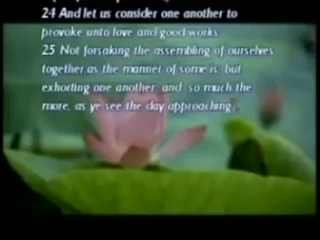 24 And let us consider one another to
provoke unto love and good works
25 Not forsaking the assembling of ourselves
together, as the manner of some is; but
exhorting one another and so much the
more, as ye see the day approaching.